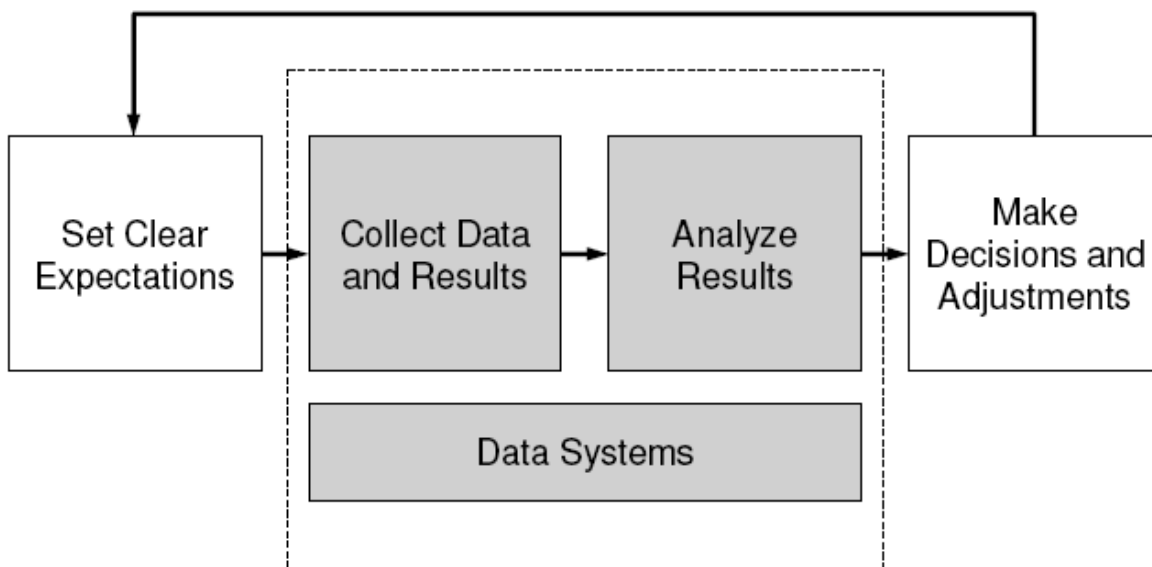 Set Clear
Expectations
Collect Data
and Results
Analyze
Results
Make
Decisions and
Adjustments
Data Systems